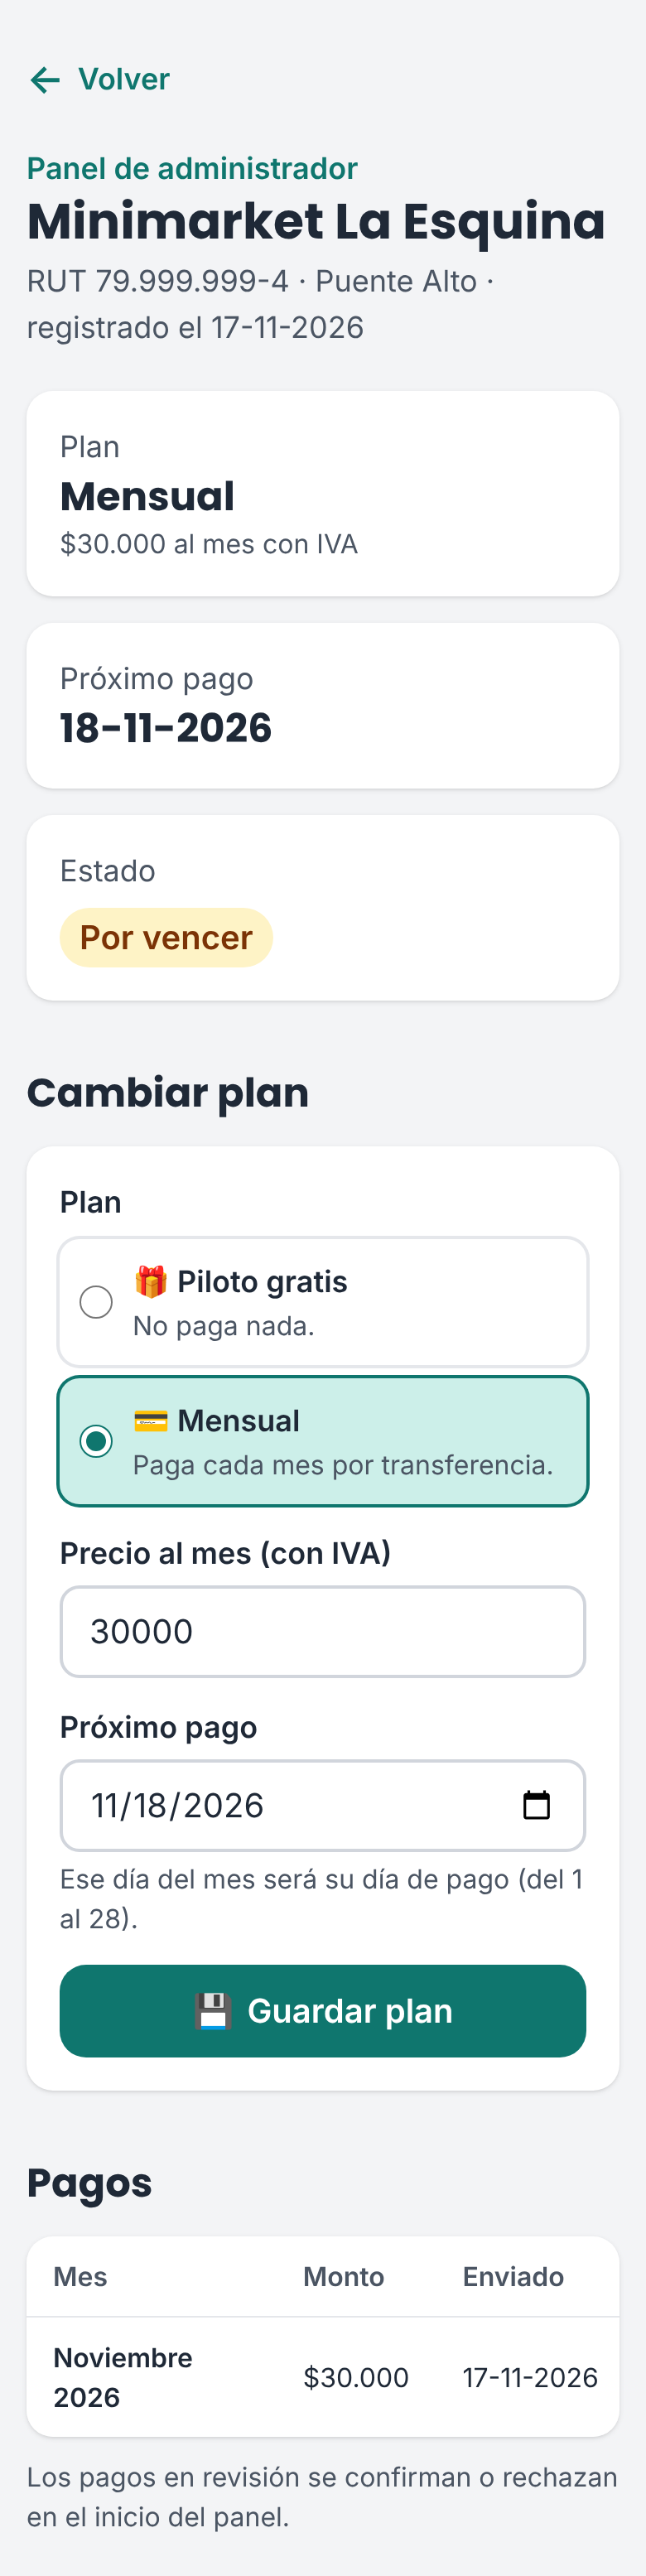 ← Volver
Panel de administrador
Minimarket La Esquina
RUT 79.999.999-4 · Puente Alto ·
registrado el 17-11-2026
Plan
Mensual
$30.000 al mes con IVA
Próximo pago
18-11-2026
Estado
Por vencer
Cambiar plan
Plan
🎁 Piloto gratis
No paga nada.
💳 Mensual
Paga cada mes por transferencia.
Precio al mes (con IVA)
30000
Próximo pago
11/18/2026
Ese día del mes será su día de pago (del 1
al 28).
💾 Guardar plan
Pagos
Mes Monto Enviado
Noviembre
2026
$30.000 17-11-2026
Los pagos en revisión se confirman o rechazan
en el inicio del panel.